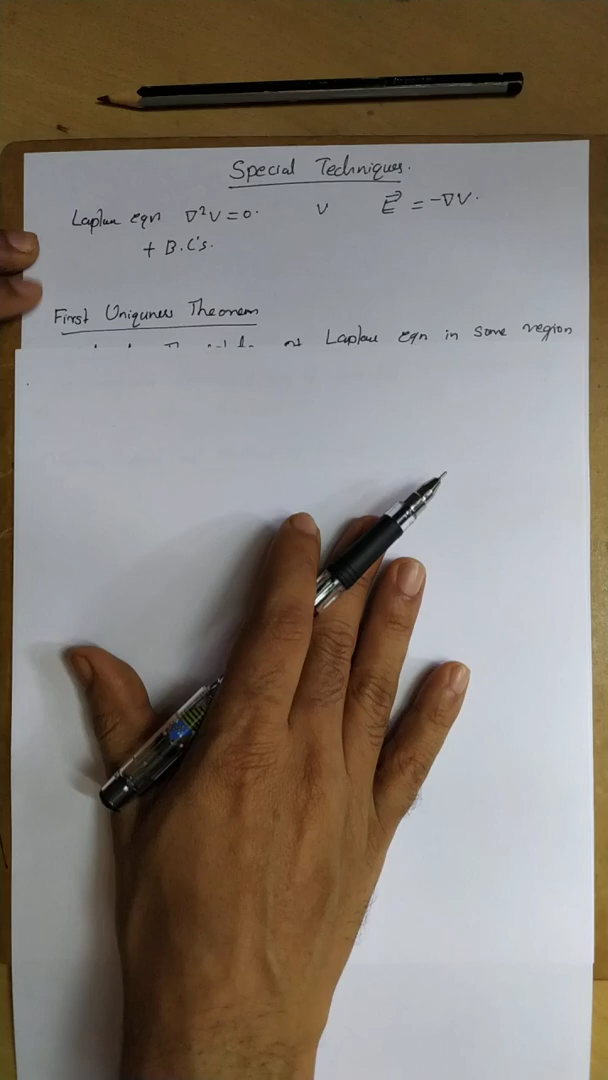 Special Techniques.
Laplace eqn ∇²V=0. V E⃗ = -∇V.
+ B.C's.
First Uniqueness Theorem
Laplace eqn in some region